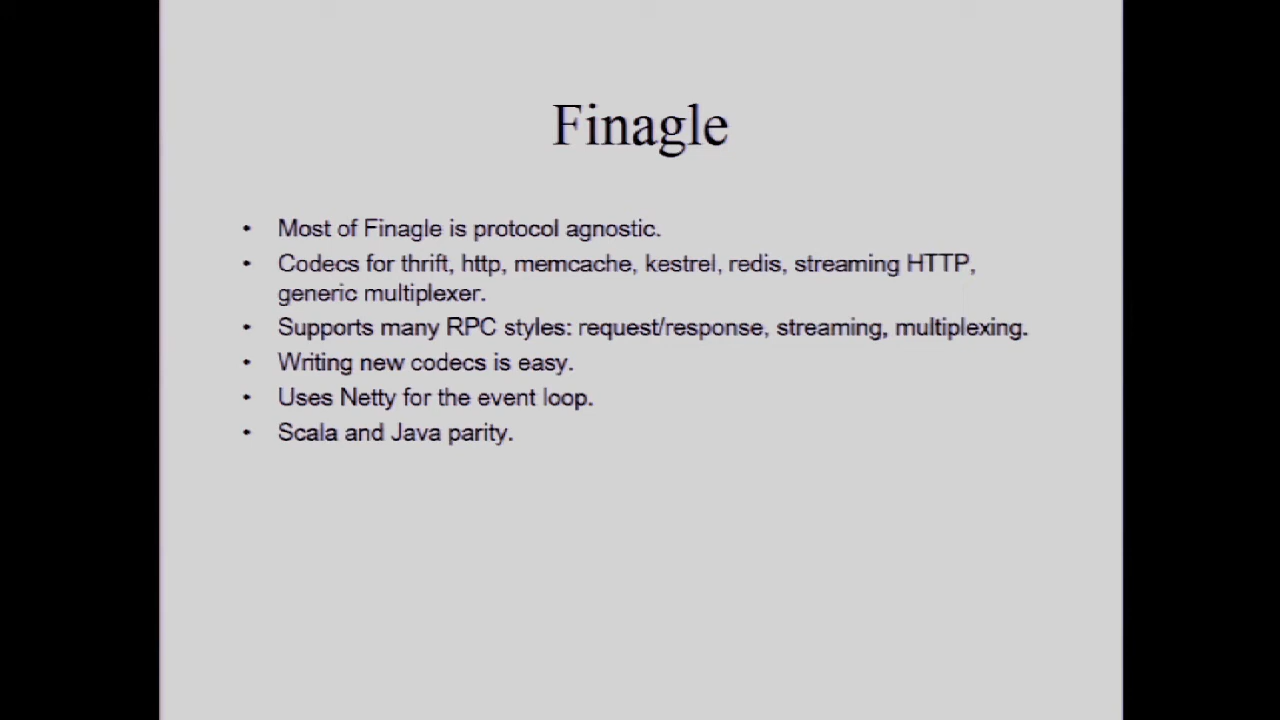 Finagle
• Most of Finagle is protocol agnostic.
• Codecs for thrift, http, memcache, kestrel, redis, streaming HTTP,
generic multiplexer.
• Supports many RPC styles: request/response, streaming, multiplexing.
• Writing new codecs is easy.
• Uses Netty for the event loop.
• Scala and Java parity.